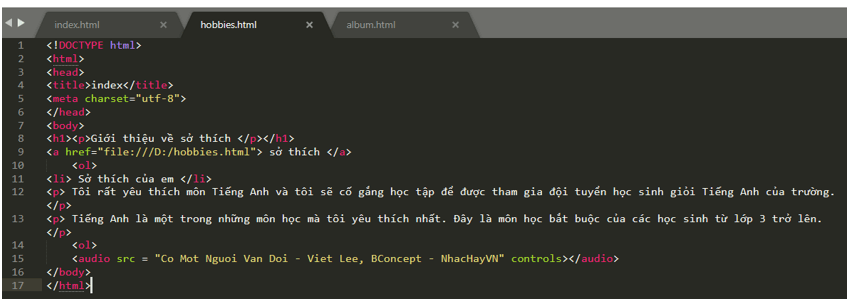 index.html × hobbies.html × album.html ×
1 <!DOCTYPE html>
2 <html>
3 <head>
4 <title>index</title>
5 <meta charset="utf-8">
6 </head>
7 <body>
8 <h1><p>Giới thiệu về sở thích </p></h1>
9 <a href="file:///D:/hobbies.html"> sở thích </a>
10 <ol>
11 <li> Sở thích của em </li>
12 <p> Tôi rất yêu thích môn Tiếng Anh và tôi sẽ cố gắng học tập để được tham gia đội tuyển học sinh giỏi Tiếng Anh của trường.
</p>
13 <p> Tiếng Anh là một trong những môn học mà tôi yêu thích nhất. Đây là môn học bắt buộc của các học sinh từ lớp 3 trở lên.
</p>
14 <ol>
15 <audio src = "Co Mot Nguoi Van Doi - Viet Lee, BConcept - NhacHayVN" controls></audio>
16 </body>
17 </html>